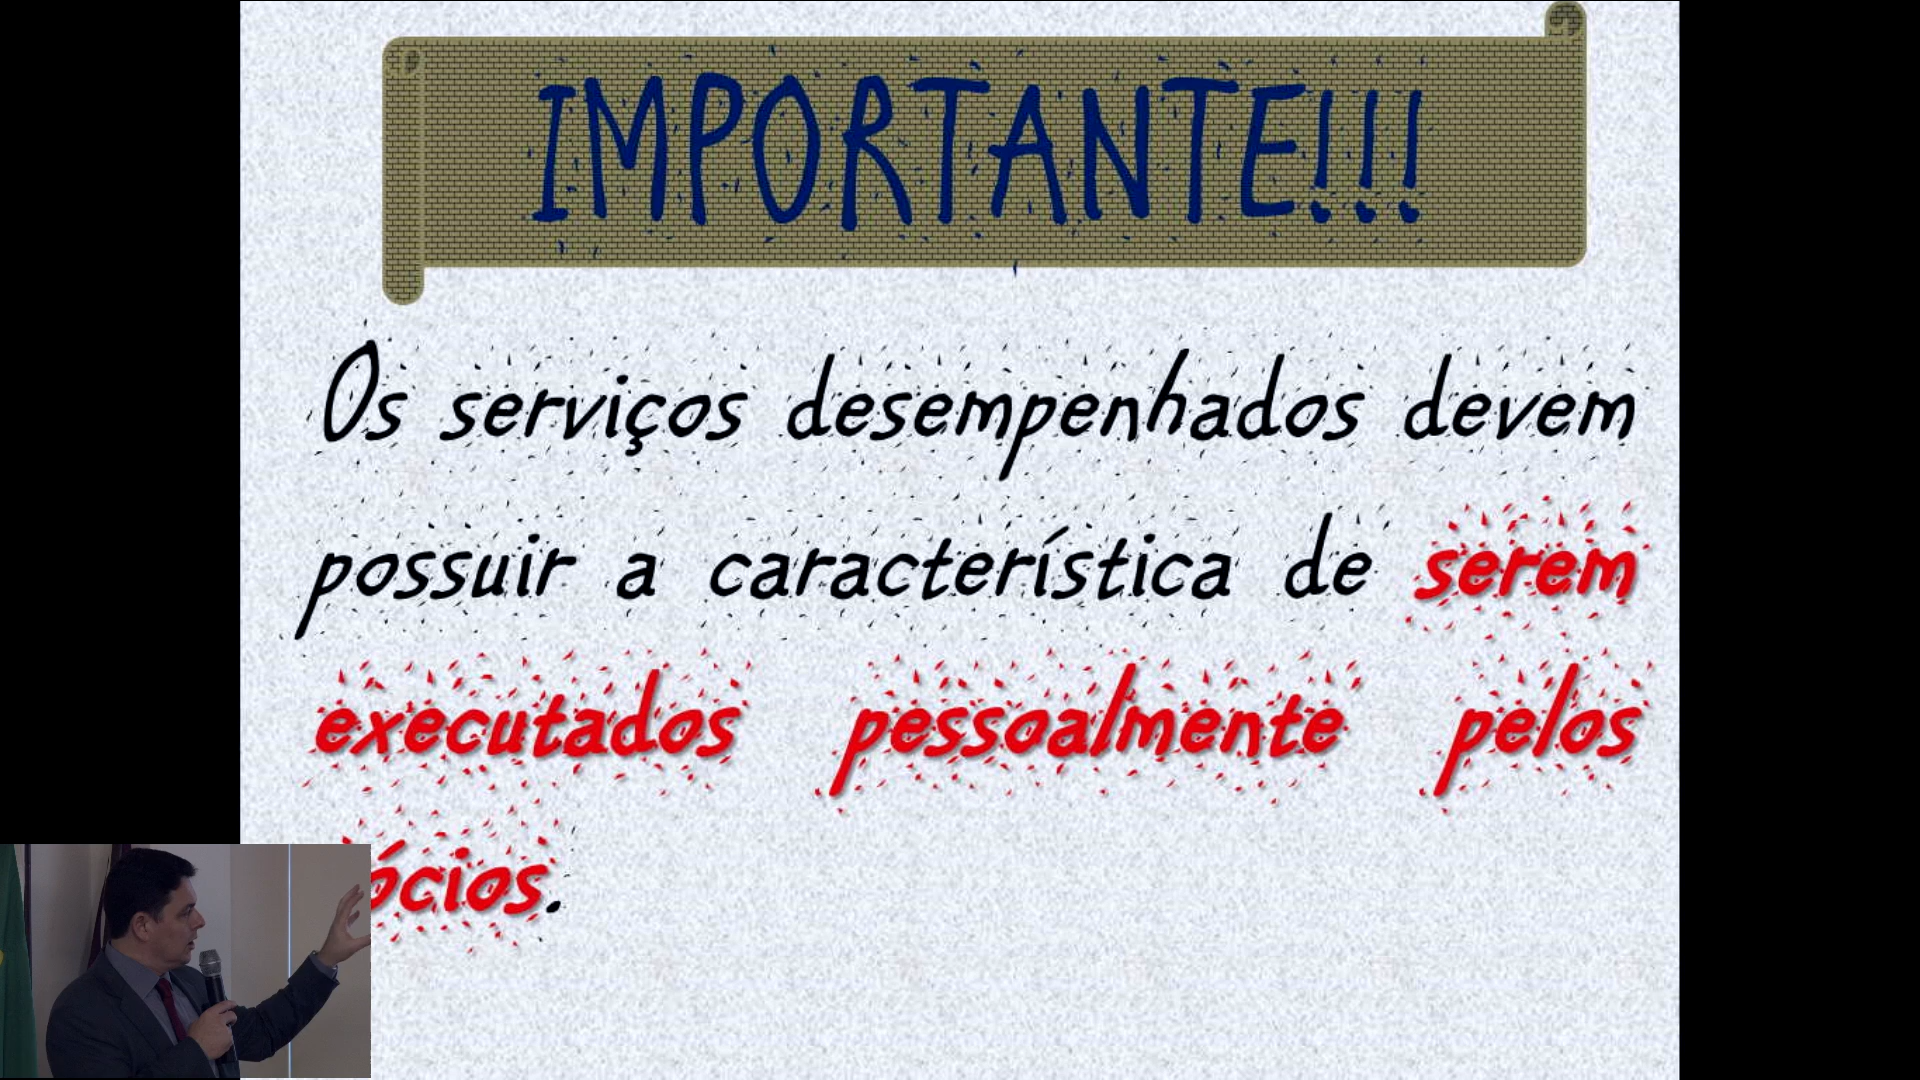 IMPORTANTE!!!
Os serviços desempenhados devem
possuir a característica de serem
executados pessoalmente pelos
ócios.